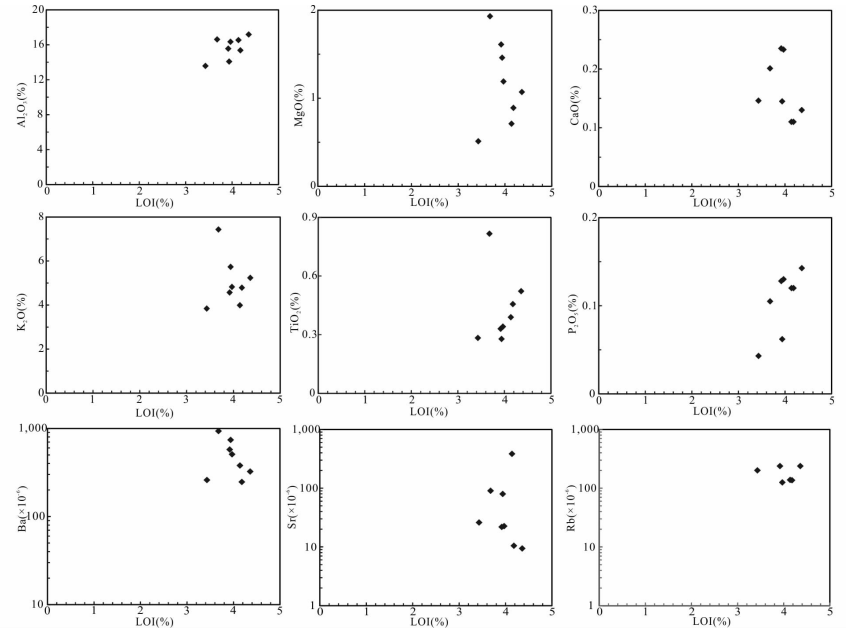 20
16
12
8
4
0
Al₂O₃(%)
0 1 2 3 4 5
LOI(%)
2
1
0
MgO(%)
0 1 2 3 4 5
LOI(%)
0.3
0.2
0.1
0
CaO(%)
0 1 2 3 4 5
LOI(%)
8
6
4
2
0
K₂O(%)
0 1 2 3 4 5
LOI(%)
0.9
0.6
0.3
0
TiO₂(%)
0 1 2 3 4 5
LOI(%)
0.2
0.1
0
P₂O₅(%)
0 1 2 3 4 5
LOI(%)
1,000
100
10
Ba(×10⁻⁶)
0 1 2 3 4 5
LOI(%)
1,000
100
10
1
Sr(×10⁻⁶)
0 1 2 3 4 5
LOI(%)
1,000
100
10
1
Rb(×10⁻⁶)
0 1 2 3 4 5
LOI(%)